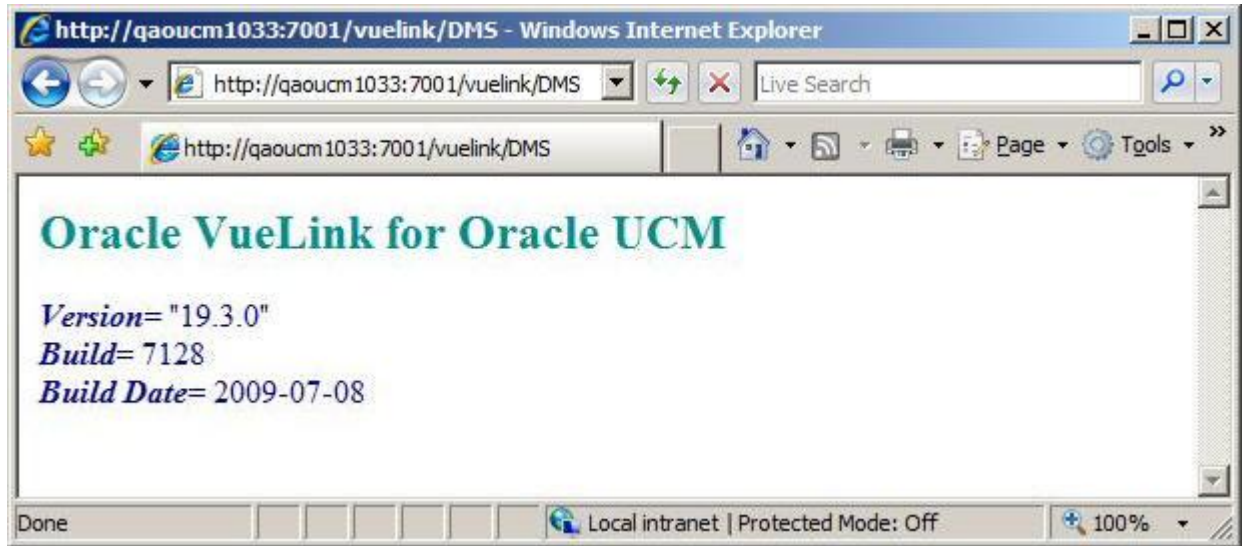 http://qaoucm1033:7001/vuelink/DMS - Windows Internet Explorer
http://qaoucm1033:7001/vuelink/DMS
Live Search
http://qaoucm1033:7001/vuelink/DMS
Page
Tools
Oracle VueLink for Oracle UCM
Version= "19.3.0"
Build= 7128
Build Date= 2009-07-08
Done
Local intranet | Protected Mode: Off
100%